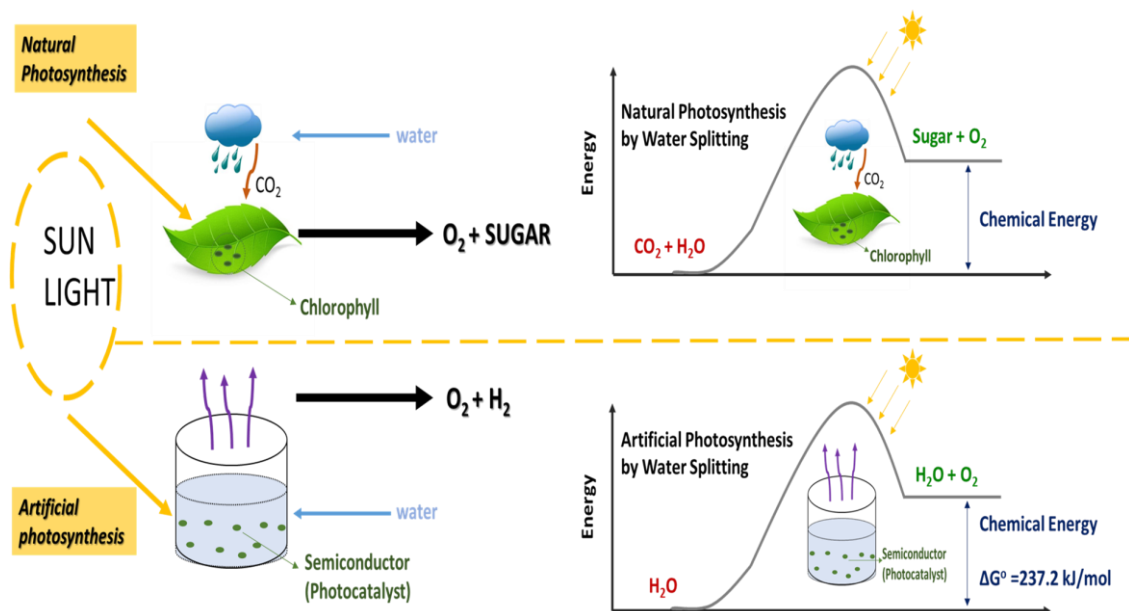 Natural
Photosynthesis
water
CO₂
O₂ + SUGAR
Chlorophyll
SUN
LIGHT
Energy
Natural Photosynthesis
by Water Splitting
CO₂
Sugar + O₂
Chemical Energy
CO₂ + H₂O
Chlorophyll
O₂ + H₂
Artificial
photosynthesis
water
Semiconductor
(Photocatalyst)
Energy
Artificial Photosynthesis
by Water Splitting
H₂O + O₂
Chemical Energy
Semiconductor
(Photocatalyst)
ΔG° =237.2 kJ/mol
H₂O